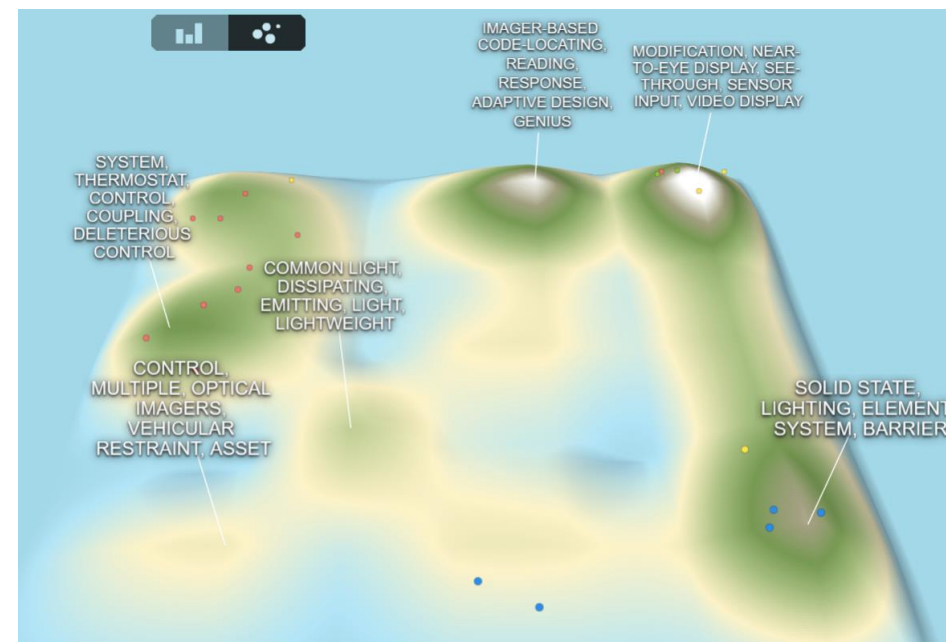 IMAGER-BASED
CODE-LOCATING,
READING,
RESPONSE,
ADAPTIVE DESIGN,
GENIUS
MODIFICATION, NEAR-
TO-EYE DISPLAY, SEE-
THROUGH, SENSOR
INPUT, VIDEO DISPLAY
SYSTEM,
THERMOSTAT,
CONTROL,
COUPLING,
DELETERIOUS
CONTROL
COMMON LIGHT,
DISSIPATING,
EMITTING, LIGHT,
LIGHTWEIGHT
CONTROL,
MULTIPLE, OPTICAL
IMAGERS,
VEHICULAR
RESTRAINT, ASSET
SOLID STATE,
LIGHTING, ELEMENT
SYSTEM, BARRIER